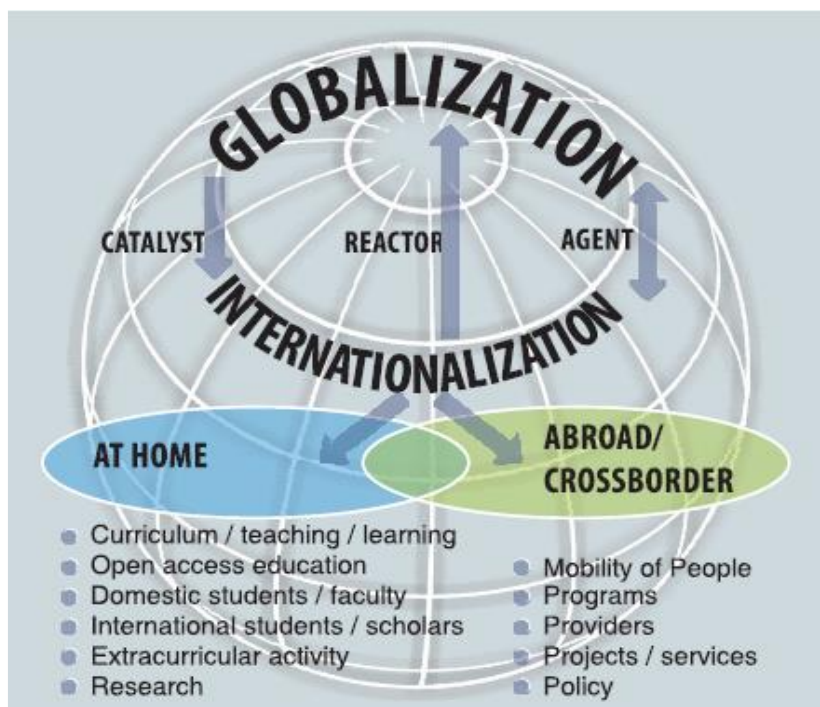 GLOBALIZATION
CATALYST
REACTOR
AGENT
INTERNATIONALIZATION
AT HOME
ABROAD/
CROSSBORDER
Curriculum / teaching / learning
Open access education
Domestic students / faculty
International students / scholars
Extracurricular activity
Research
Mobility of People
Programs
Providers
Projects / services
Policy